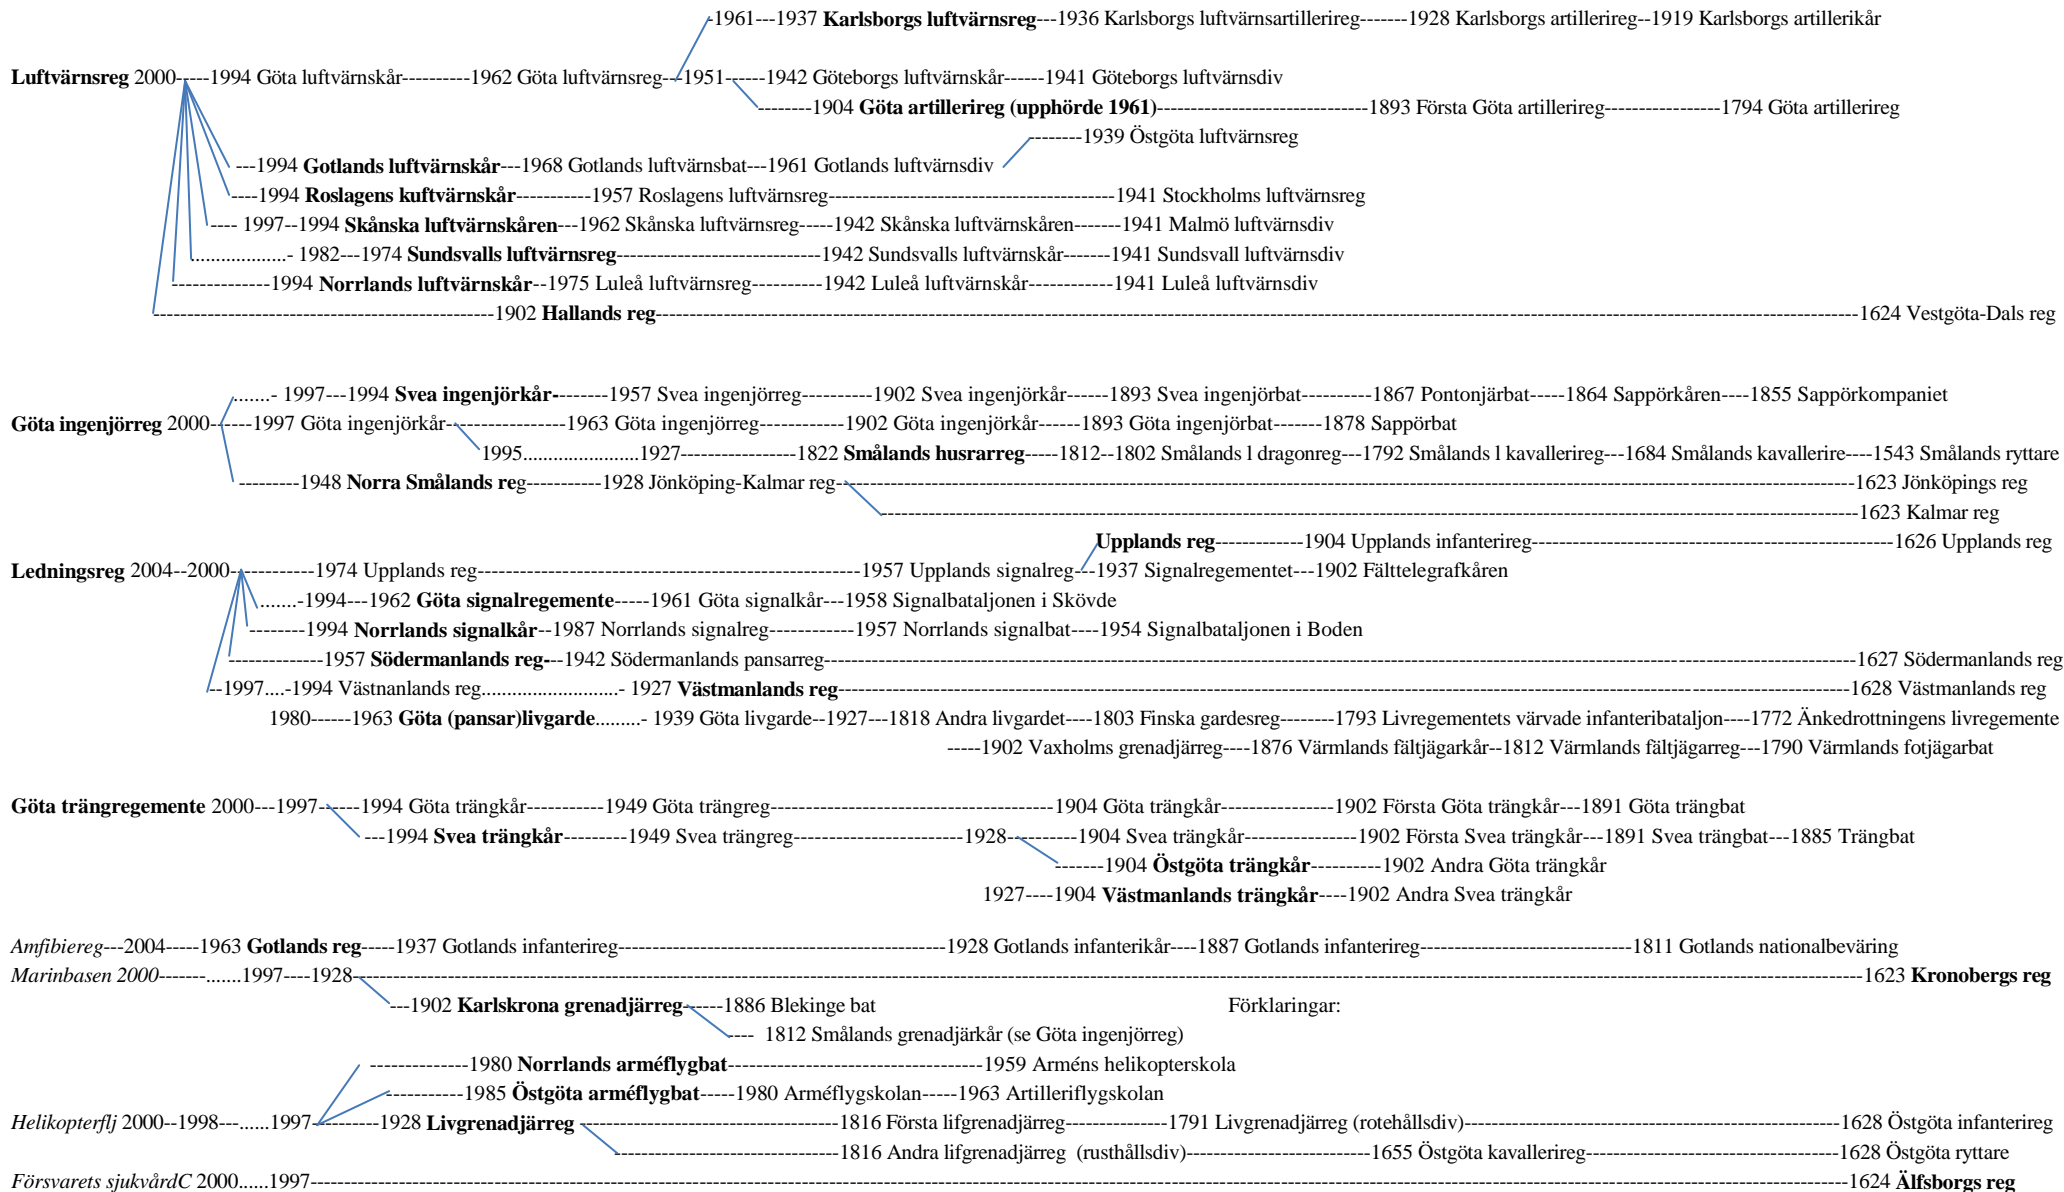 -1961---1937 Karlsborgs luftvärnsreg---1936 Karlsborgs luftvärnsartillerireg-------1928 Karlsborgs artillerireg--1919 Karlsborgs artillerikår
Luftvärnsreg 2000-----1994 Göta luftvärnskår----------1962 Göta luftvärnsreg---1951------1942 Göteborgs luftvärnskår------1941 Göteborgs luftvärnsdiv
--------1904 Göta artillerireg (upphörde 1961)-------------------------------1893 Första Göta artillerireg-----------------1794 Göta artillerireg
--------1939 Östgöta luftvärnsreg
---1994 Gotlands luftvärnskår---1968 Gotlands luftvärnsbat---1961 Gotlands luftvärnsdiv
----1994 Roslagens kuftvärnskår-----------1957 Roslagens luftvärnsreg------------------------------------------1941 Stockholms luftvärnsreg
---- 1997--1994 Skånska luftvärnskåren---1962 Skånska luftvärnsreg-----1942 Skånska luftvärnskåren-------1941 Malmö luftvärnsdiv
...................- 1982---1974 Sundsvalls luftvärnsreg------------------------------1942 Sundsvalls luftvärnskår-------1941 Sundsvall luftvärnsdiv
--------------1994 Norrlands luftvärnskår--1975 Luleå luftvärnsreg----------1942 Luleå luftvärnskår------------1941 Luleå luftvärnsdiv
--------------------------------------------------1902 Hallands reg--------------------------------------------------------------------------------------------------------------------------------------------------------------------------------1624 Vestgöta-Dals reg
.......- 1997---1994 Svea ingenjörkår--------1957 Svea ingenjörreg----------1902 Svea ingenjörkår------1893 Svea ingenjörbat----------1867 Pontonjärbat-----1864 Sappörkåren----1855 Sappörkompaniet
Göta ingenjörreg 2000-----1997 Göta ingenjörkår-----------------1963 Göta ingenjörreg------------1902 Göta ingenjörkår------1893 Göta ingenjörbat-------1878 Sappörbat
1995......................1927-----------------1822 Smålands husrarreg-----1812--1802 Smålands l dragonreg---1792 Smålands l kavallerireg---1684 Smålands kavallerire----1543 Smålands ryttare
---------1948 Norra Smålands reg-----------1928 Jönköping-Kalmar reg-------------------------------------------------------------------------------------------------------------------------------------------------------1623 Jönköpings reg
--------------------------------------------------------------------------------------------------------------------------------------------------1623 Kalmar reg
Upplands reg-------------1904 Upplands infanterireg------------------------------------------------------1626 Upplands reg
Ledningsreg 2004--2000------------1974 Upplands reg---------------------------------------------------------1957 Upplands signalreg---1937 Signalregementet---1902 Fälttelegrafkåren
.......-1994---1962 Göta signalregemente-----1961 Göta signalkår---1958 Signalbataljonen i Skövde
--------1994 Norrlands signalkår--1987 Norrlands signalreg------------1957 Norrlands signalbat----1954 Signalbataljonen i Boden
--------------1957 Södermanlands reg---1942 Södermanlands pansarreg---------------------------------------------------------------------------------------------------------------------------------------------------------1627 Södermanlands reg
--1997....-1994 Västnanlands reg..........................- 1927 Västmanlands reg-------------------------------------------------------------------------------------------------------------------------------------------------------1628 Västmanlands reg
1980------1963 Göta (pansar)livgarde.........- 1939 Göta livgarde--1927---1818 Andra livgardet----1803 Finska gardesreg--------1793 Livregementets värvade infanteribataljon----1772 Änkedrottningens livregemente
-----1902 Vaxholms grenadjärreg----1876 Värmlands fältjägarkår--1812 Värmlands fältjägarreg---1790 Värmlands fotjägarbat
Göta trängregemente 2000---1997------1994 Göta trängkår------------1949 Göta trängreg------------------------------------------1904 Göta trängkår-----------------1902 Första Göta trängkår---1891 Göta trängbat
---1994 Svea trängkår---------1949 Svea trängreg-------------------------1928----------1904 Svea trängkår-----------------1902 Första Svea trängkår---1891 Svea trängbat---1885 Trängbat
-------1904 Östgöta trängkår----------1902 Andra Göta trängkår
1927----1904 Västmanlands trängkår----1902 Andra Svea trängkår
Amfibiereg---2004-----1963 Gotlands reg-----1937 Gotlands infanterireg-------------------------------------------------1928 Gotlands infanterikår----1887 Gotlands infanterireg-------------------------------1811 Gotlands nationalbeväring
Marinbasen 2000-------.......1997----1928-------------------------------------------------------------------------------------------------------------------------------------------------------------------------------------------------------------------------------1623 Kronobergs reg
---1902 Karlskrona grenadjärreg------1886 Blekinge bat
Förklaringar:
---- 1812 Smålands grenadjärkår (se Göta ingenjörreg)
--------------1980 Norrlands arméflygbat--------------------------------------1959 Arméns helikopterskola
-----------1985 Östgöta arméflygbat-----1980 Arméflygskolan-----1963 Artilleriflygskolan
Helikopterflj 2000--1998---......1997----------1928 Livgrenadjärreg---------------------------------------1816 Första lifgrenadjärreg---------------1791 Livgrenadjärreg (rotehållsdiv)--------------------------------------------------------1628 Östgöta infanterireg
---------------------------------1816 Andra lifgrenadjärreg (rusthållsdiv)---------------------------1655 Östgöta kavallerireg--------------------------------------1628 Östgöta ryttare
Försvarets sjukvårdC 2000......1997--------------------------------------------------------------------------------------------------------------------------------------------------------------------------------------------------------------------------------------1624 Älfsborgs reg